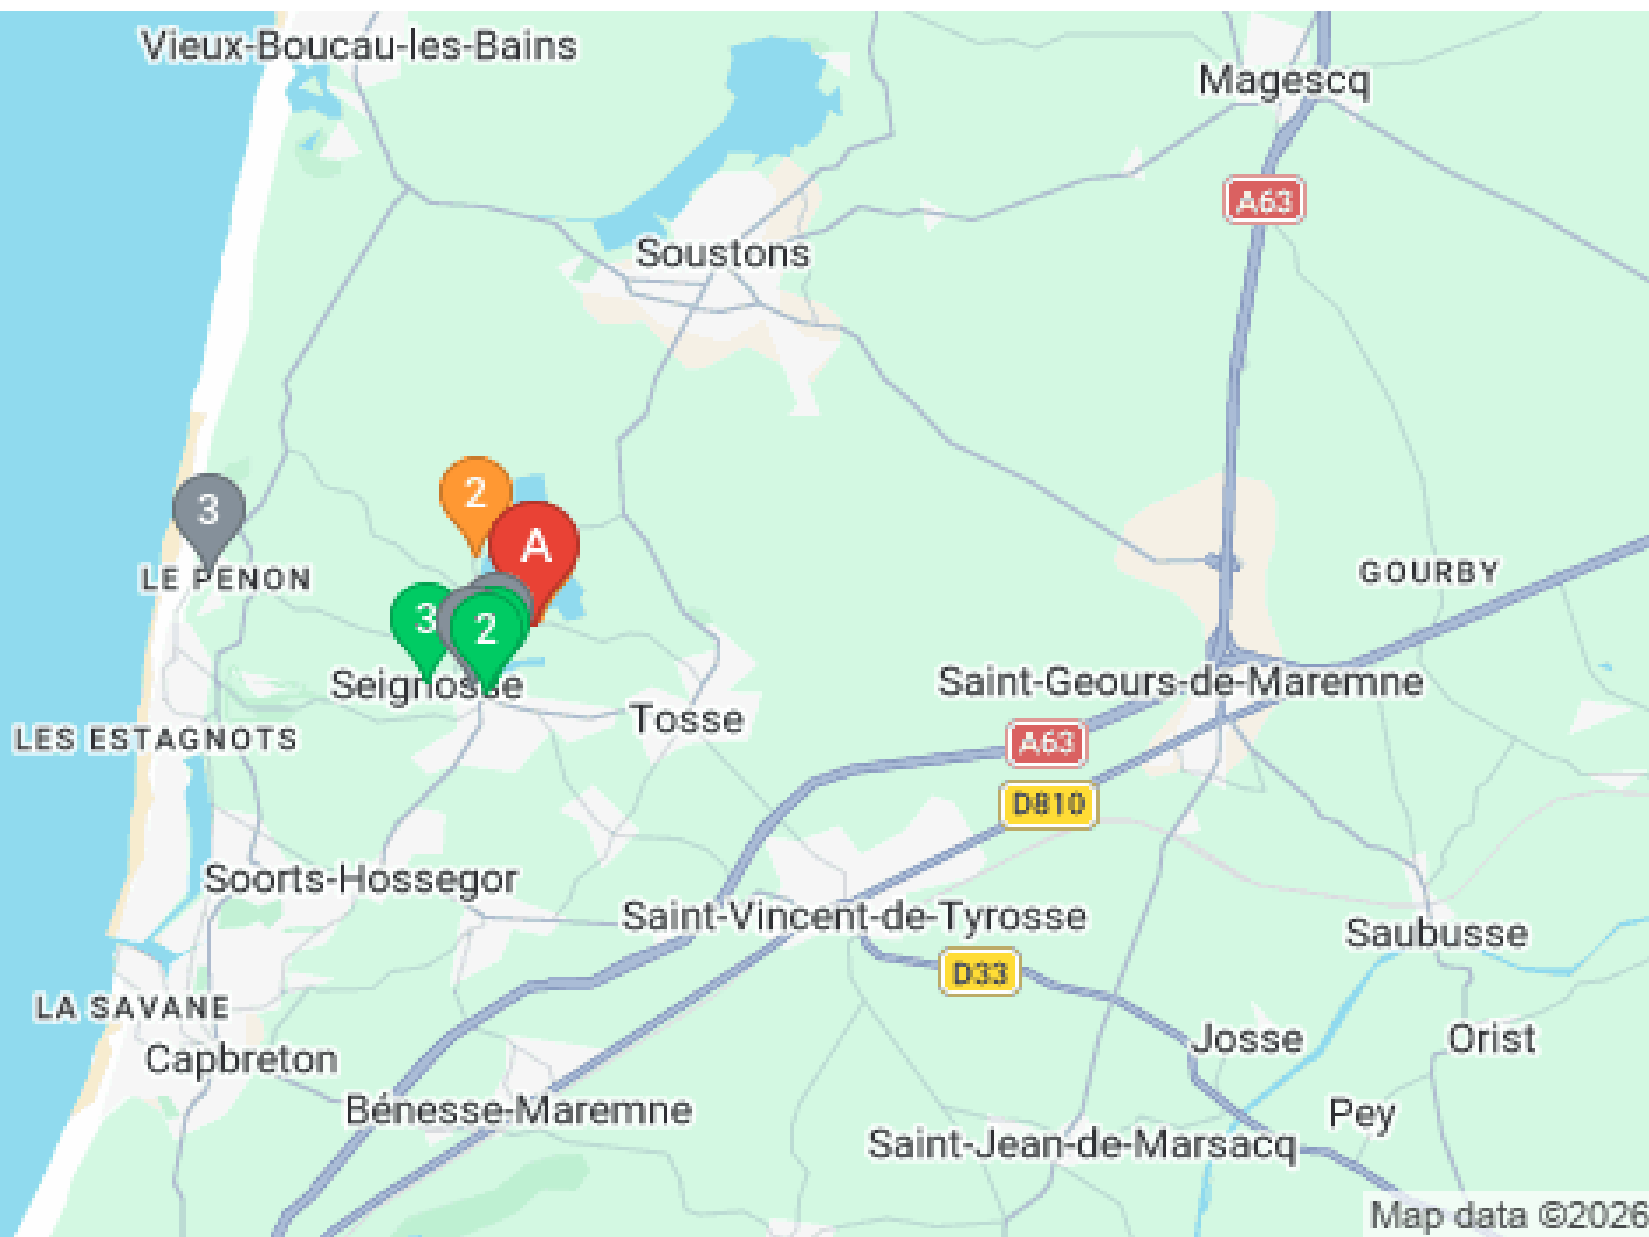 Vieux-Boucau-les-Bains
Magescq
A63
Soustons
2
3
A
LE PENON
GOURBY
3
2
Seignosse
Saint-Geours-de-Maremne
Tosse
LES ESTAGNOTS
A63
D810
Soorts-Hossegor
Saint-Vincent-de-Tyrosse
Saubusse
D33
LA SAVANE
Capbreton
Josse
Orist
Bénesse-Maremne
Pey
Saint-Jean-de-Marsacq
Map data ©2026